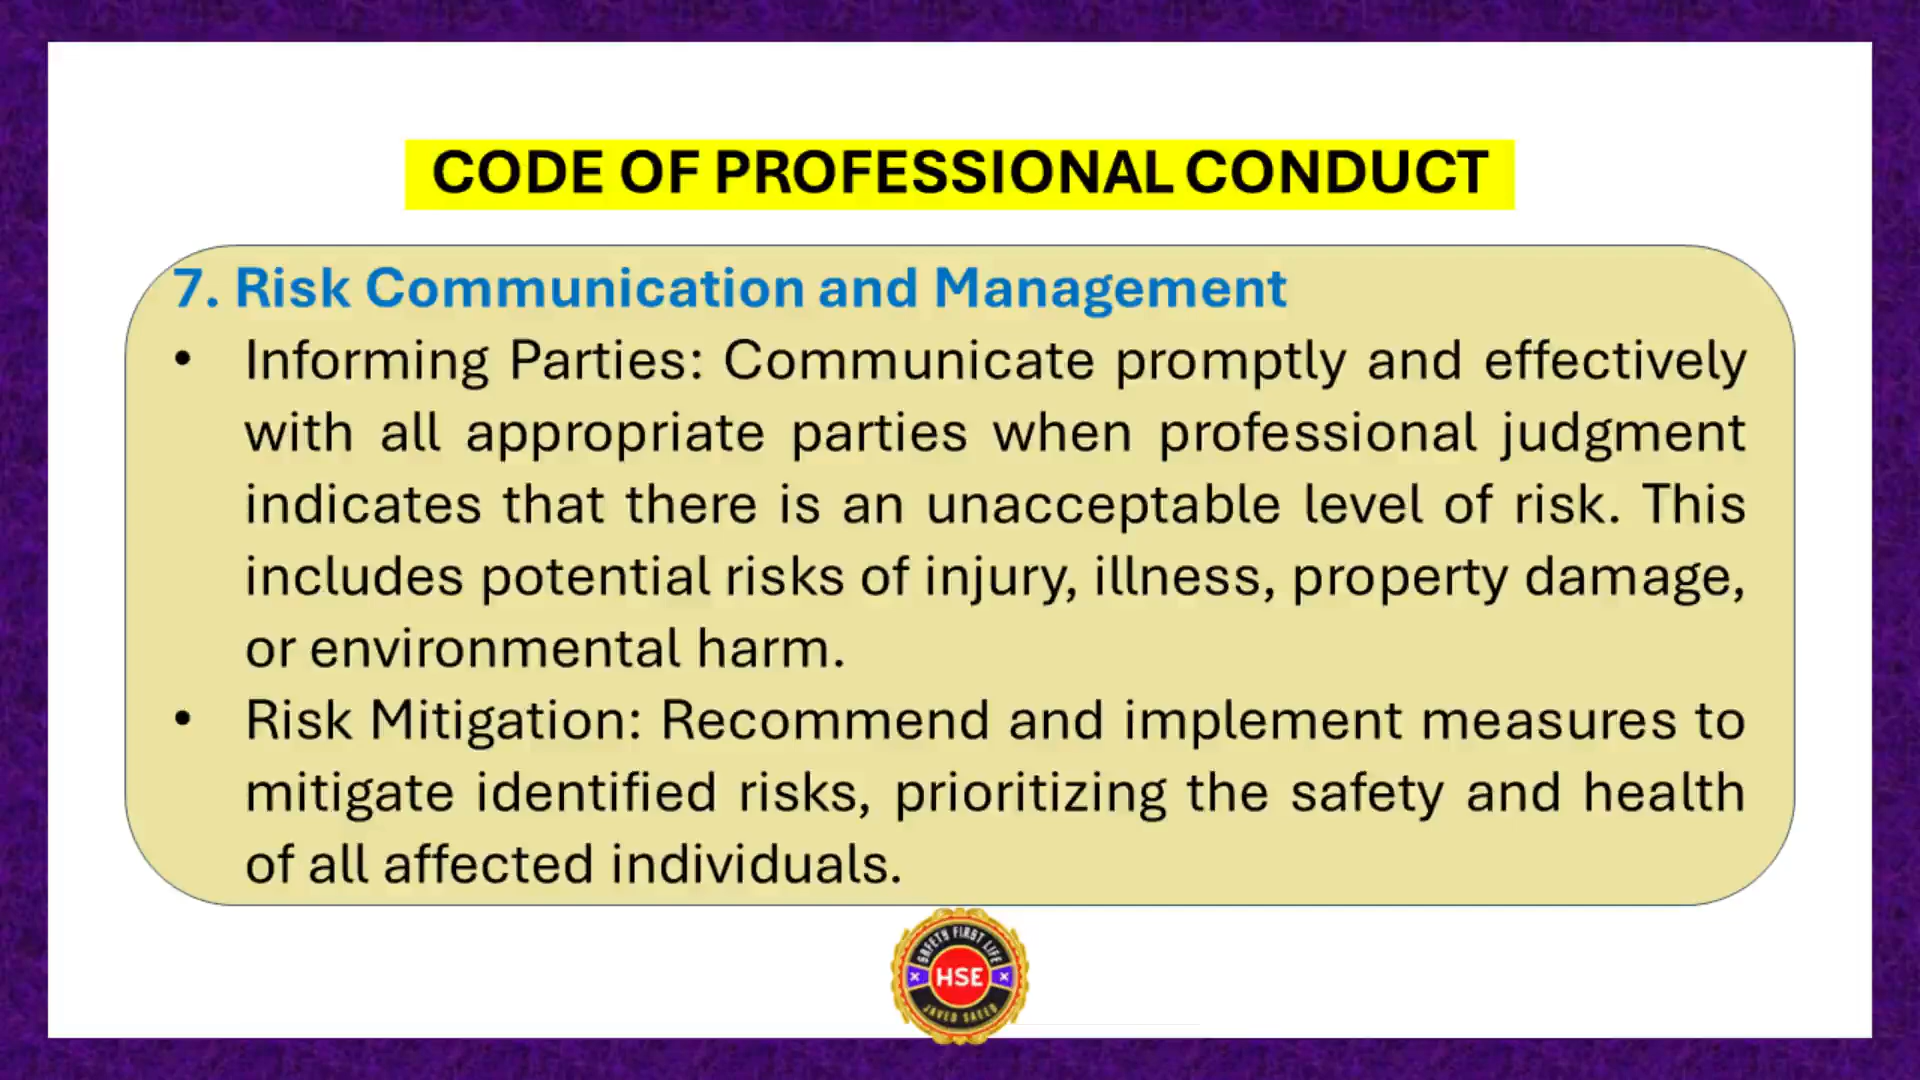 CODE OF PROFESSIONAL CONDUCT
7. Risk Communication and Management
• Informing Parties: Communicate promptly and effectively
with all appropriate parties when professional judgment
indicates that there is an unacceptable level of risk. This
includes potential risks of injury, illness, property damage,
or environmental harm.
• Risk Mitigation: Recommend and implement measures to
mitigate identified risks, prioritizing the safety and health
of all affected individuals.
SAFETY FIRST LIFE
HSE
JAVED SAEED